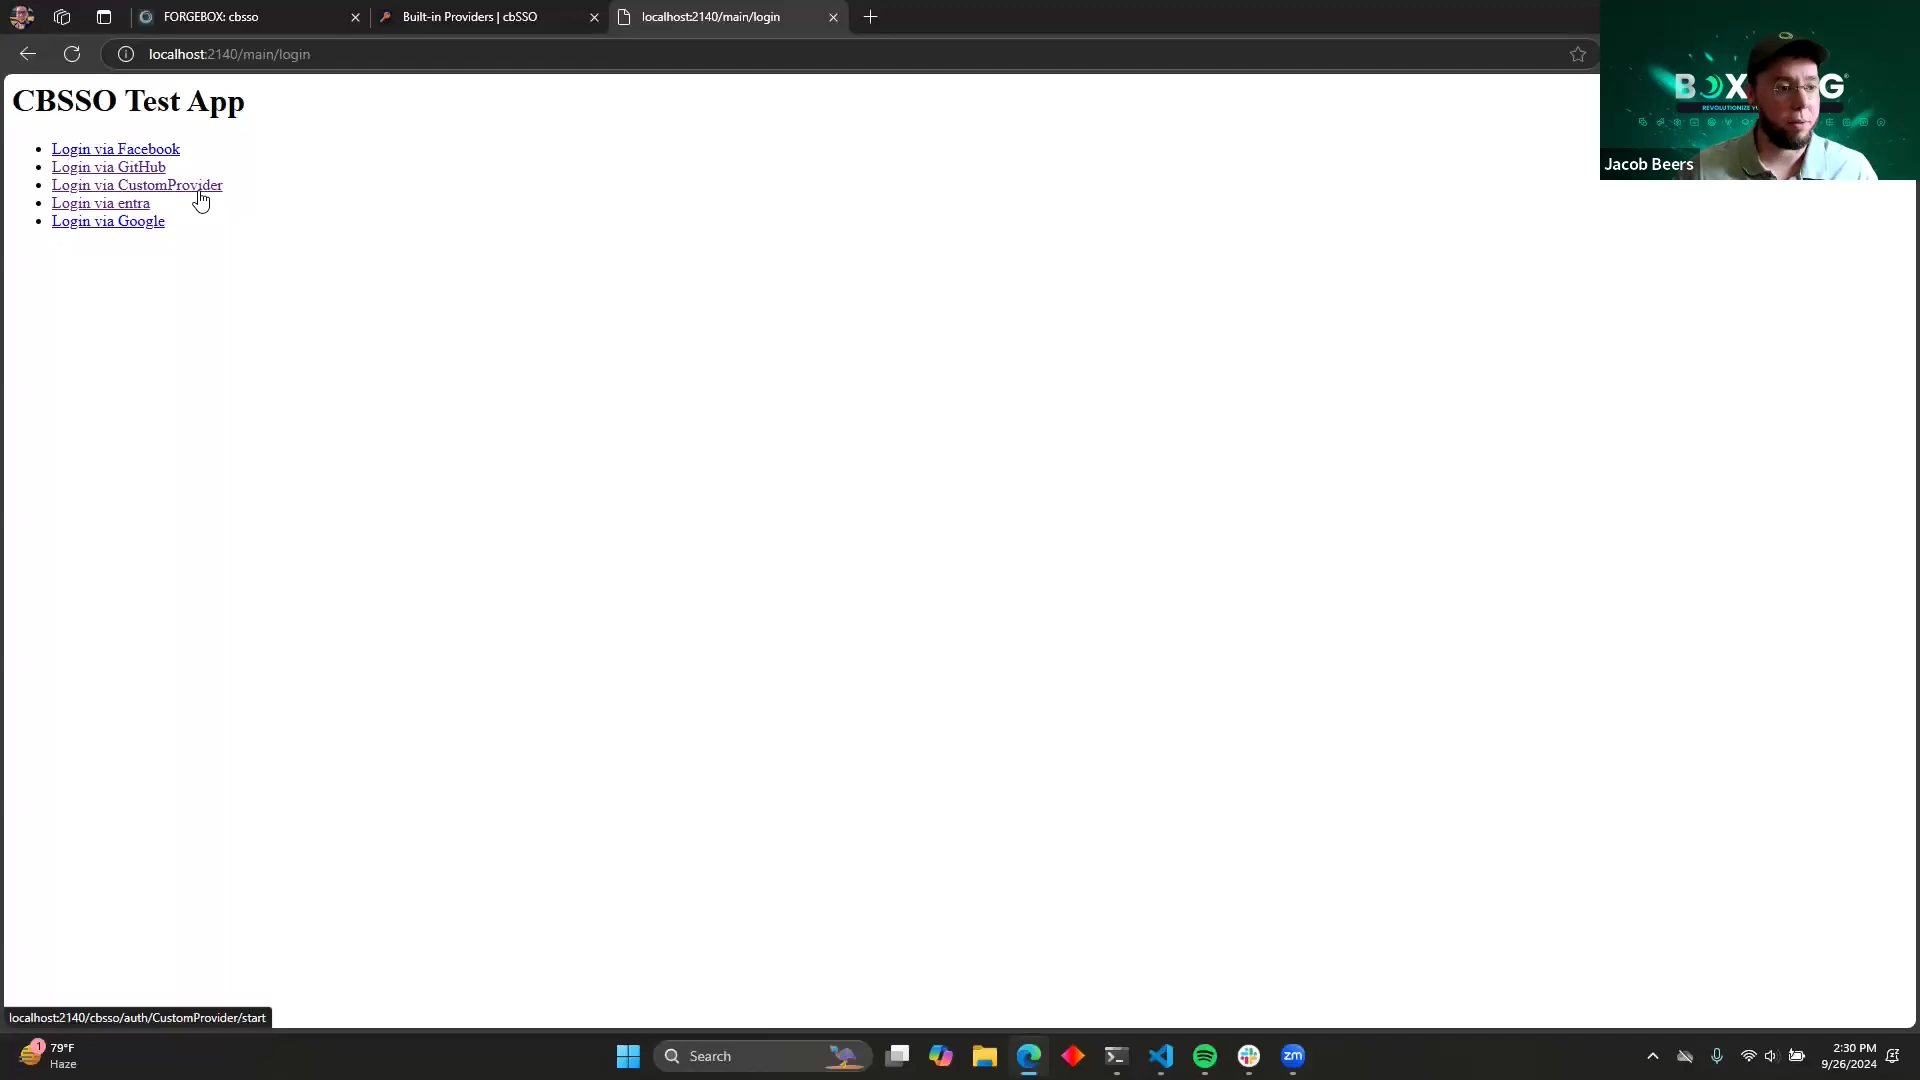 FORGEBOX: cbsso
Built-in Providers | cbSSO
localhost:2140/main/login
localhost:2140/main/login
CBSSO Test App
Login via Facebook
Login via GitHub
Login via CustomProvider
Login via entra
Login via Google
Jacob Beers
localhost:2140/cbsso/auth/CustomProvider/start
1
79°F
Haze
Search
zm
2:30 PM
9/26/2024